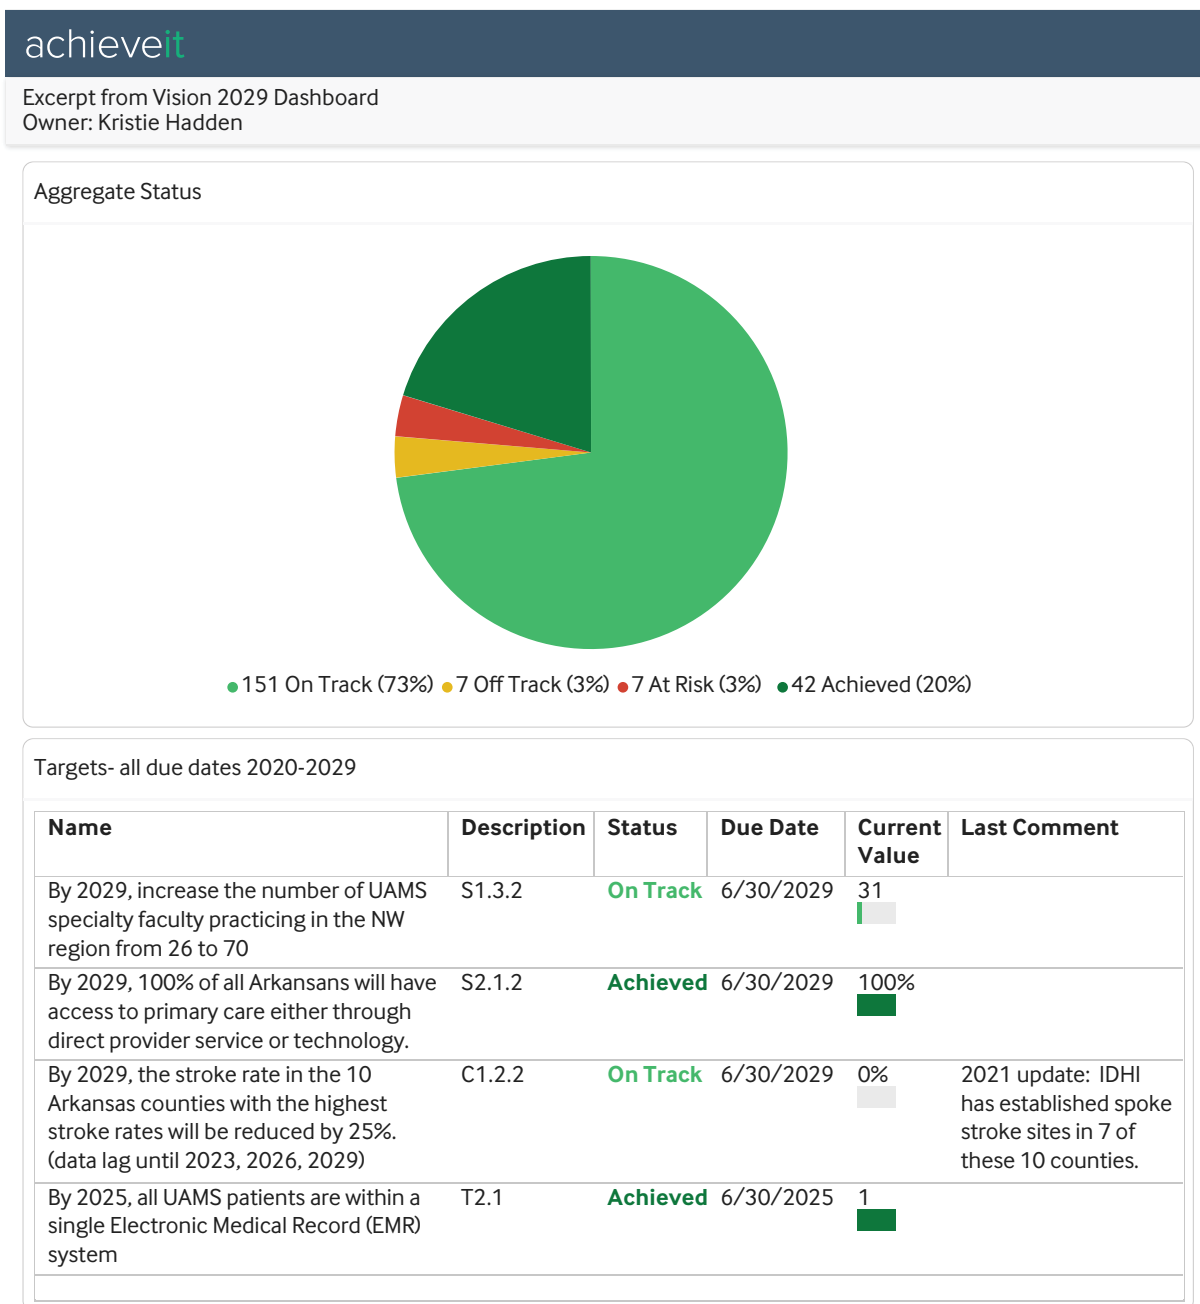 achieveit
Excerpt from Vision 2029 Dashboard
Owner: Kristie Hadden
Aggregate Status
151 On Track (73%) 7 Off Track (3%) 7 At Risk (3%) 42 Achieved (20%)
Targets- all due dates 2020-2029
Name Description Status Due Date Current Value Last Comment
By 2029, increase the number of UAMS
specialty faculty practicing in the NW
region from 26 to 70
S1.3.2
On Track
6/30/2029
31
By 2029, 100% of all Arkansans will have
access to primary care either through
direct provider service or technology.
S2.1.2
Achieved
6/30/2029
100%
By 2029, the stroke rate in the 10
Arkansas counties with the highest
stroke rates will be reduced by 25%.
(data lag until 2023, 2026, 2029)
C1.2.2
On Track
6/30/2029
0%
2021 update: IDHI
has established spoke
stroke sites in 7 of
these 10 counties.
By 2025, all UAMS patients are within a
single Electronic Medical Record (EMR)
system
T2.1
Achieved
6/30/2025
1